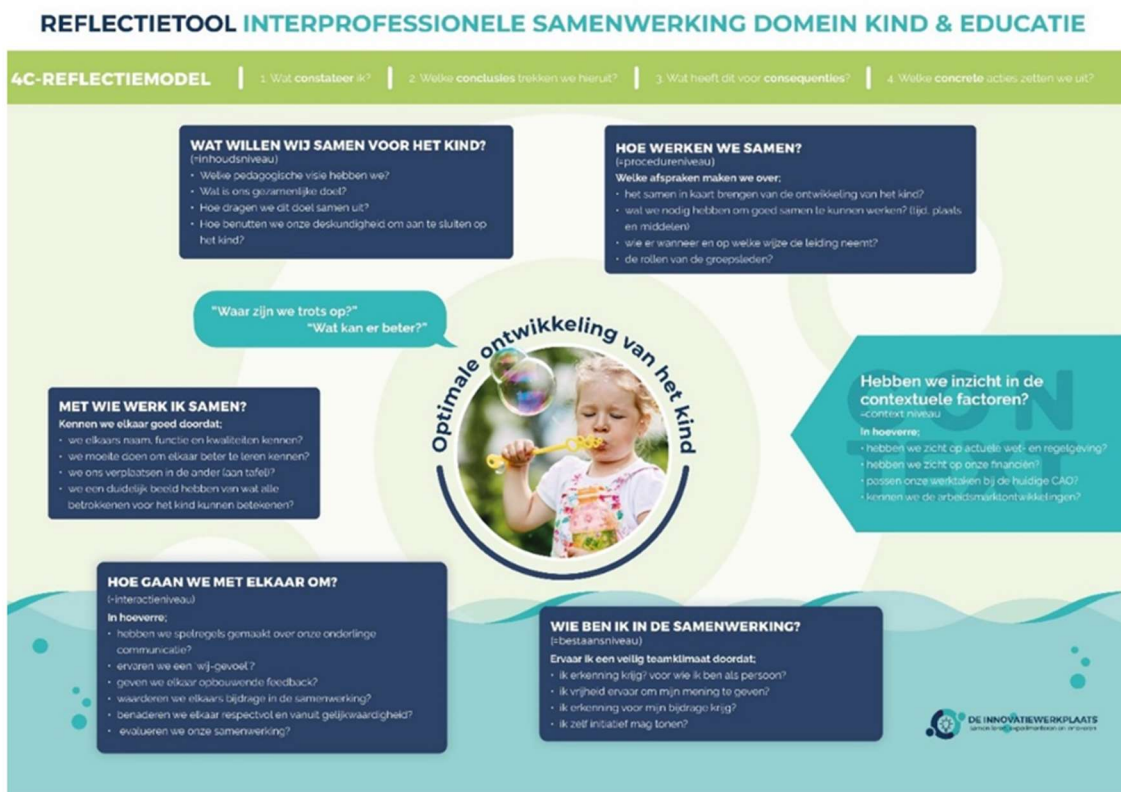 REFLECTIETOOL INTERPROFESSIONELE SAMENWERKING DOMEIN KIND & EDUCATIE
4C-REFLECTIEMODEL
1. Wat constateer ik?
2. Welke conclusies trekken we hieruit?
3. Wat heeft dit voor consequenties?
4. Welke concrete acties zetten we uit?
WAT WILLEN WIJ SAMEN VOOR HET KIND?
(=inhoudsniveau)
• Welke pedagogische visie hebben we?
• Wat is ons gezamenlijke doel?
• Hoe dragen we dit doel samen uit?
• Hoe benutten we onze deskundigheid om aan te sluiten op
het kind?
HOE WERKEN WE SAMEN?
(=procedureniveau)
Welke afspraken maken we over:
• het samen in kaart brengen van de ontwikkeling van het kind?
• wat we nodig hebben om goed samen te kunnen werken? (tijd, plaats
en middelen)
• wie er wanneer en op welke wijze de leiding neemt?
• de rollen van de groepsleden?
"Waar zijn we trots op?"
"Wat kan er beter?"
Optimale ontwikkeling van het kind
MET WIE WERK IK SAMEN?
Kennen we elkaar goed doordat;
• we elkaars naam, functie en kwaliteiten kennen?
• we moeite doen om elkaar beter te leren kennen?
• we ons verplaatsen in de ander (aan tafel)?
• we een duidelijk beeld hebben van wat alle
betrokkenen voor het kind kunnen betekenen?
CONTEXT
Hebben we inzicht in de
contextuele factoren?
=context niveau
In hoeverre;
• hebben we zicht op actuele wet- en regelgeving?
• hebben we zicht op onze financiën?
• passen onze werktaken bij de huidige CAO?
• kennen we de arbeidsmarktontwikkelingen?
HOE GAAN WE MET ELKAAR OM?
(=interactieniveau)
In hoeverre;
• hebben we spelregels gemaakt over onze onderlinge
communicatie?
• ervaren we een 'wij-gevoel'?
• geven we elkaar opbouwende feedback?
• waarderen we elkaars bijdrage in de samenwerking?
• benaderen we elkaar respectvol en vanuit gelijkwaardigheid?
• evalueren we onze samenwerking?
WIE BEN IK IN DE SAMENWERKING?
(=bestaansniveau)
Ervaar ik een veilig teamklimaat doordat;
• ik erkenning krijg? voor wie ik ben als persoon?
• ik vrijheid ervaar om mijn mening te geven?
• ik erkenning voor mijn bijdrage krijg?
• ik zelf initiatief mag tonen?
DE INNOVATIEWERKPLAATS
samen leren, experimenteren en innoveren